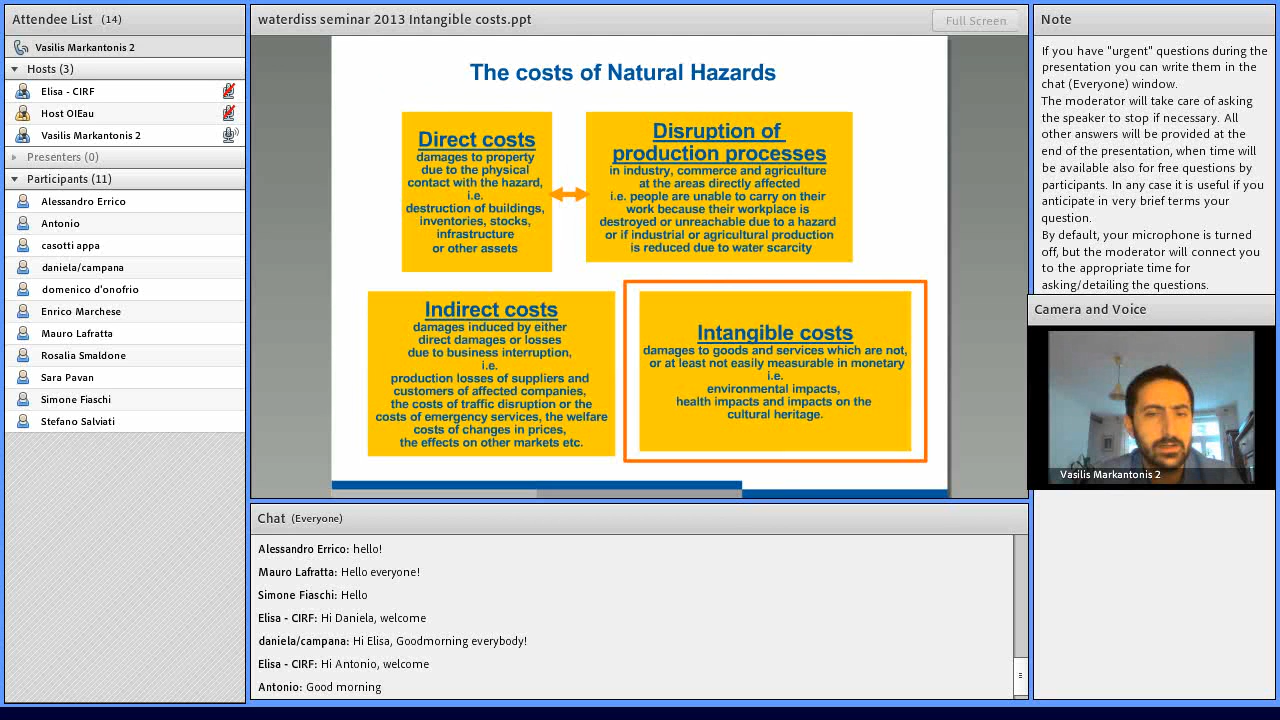 Attendee List (14)
Vasilis Markantonis 2
Hosts (3)
Elisa - CIRF
Host OIEau
Vasilis Markantonis 2
Presenters (0)
Participants (11)
Alessandro Errico
Antonio
casotti appa
daniela/campana
domenico d'onofrio
Enrico Marchese
Mauro Lafratta
Rosalia Smaldone
Sara Pavan
Simone Fiaschi
Stefano Salviati
waterdiss seminar 2013 Intangible costs.ppt
Full Screen
The costs of Natural Hazards
Direct costs
damages to property
due to the physical
contact with the hazard,
i.e.
destruction of buildings,
inventories, stocks,
infrastructure
or other assets
Disruption of
production processes
in industry, commerce and agriculture
at the areas directly affected
i.e. people are unable to carry on their
work because their workplace is
destroyed or unreachable due to a hazard
or if industrial or agricultural production
is reduced due to water scarcity
Indirect costs
damages induced by either
direct damages or losses
due to business interruption,
i.e.
production losses of suppliers and
customers of affected companies,
the costs of traffic disruption or the
costs of emergency services, the welfare
costs of changes in prices,
the effects on other markets etc.
Intangible costs
damages to goods and services which are not,
or at least not easily measurable in monetary
i.e.
environmental impacts,
health impacts and impacts on the
cultural heritage.
Chat (Everyone)
Alessandro Errico: hello!
Mauro Lafratta: Hello everyone!
Simone Fiaschi: Hello
Elisa - CIRF: Hi Daniela, welcome
daniela/campana: Hi Elisa, Goodmorning everybody!
Elisa - CIRF: Hi Antonio, welcome
Antonio: Good morning
Note
If you have "urgent" questions during the
presentation you can write them in the
chat (Everyone) window.
The moderator will take care of asking
the speaker to stop if necessary. All
other answers will be provided at the
end of the presentation, when time will
be available also for free questions by
participants. In any case it is useful if you
anticipate in very brief terms your
question.
By default, your microphone is turned
off, but the moderator will connect you
to the appropriate time for
asking/detailing the questions.
Camera and Voice
Vasilis Markantonis 2